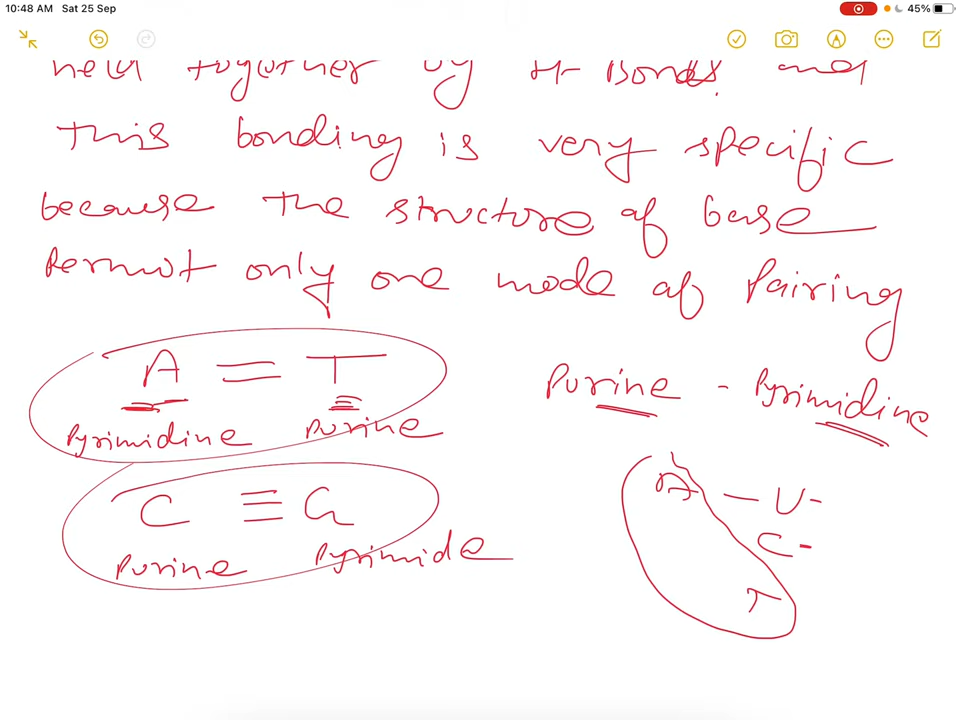 10:48 AM Sat 25 Sep 45%
held together by H-Bonds and
this bonding is very specific
because the structure of base
Permit only one mode of Pairing
A = T
Pyrimidine Purine
Purine - Pyrimidine
C ≡ G
Purine Pyrimide
A — U -
C -
T